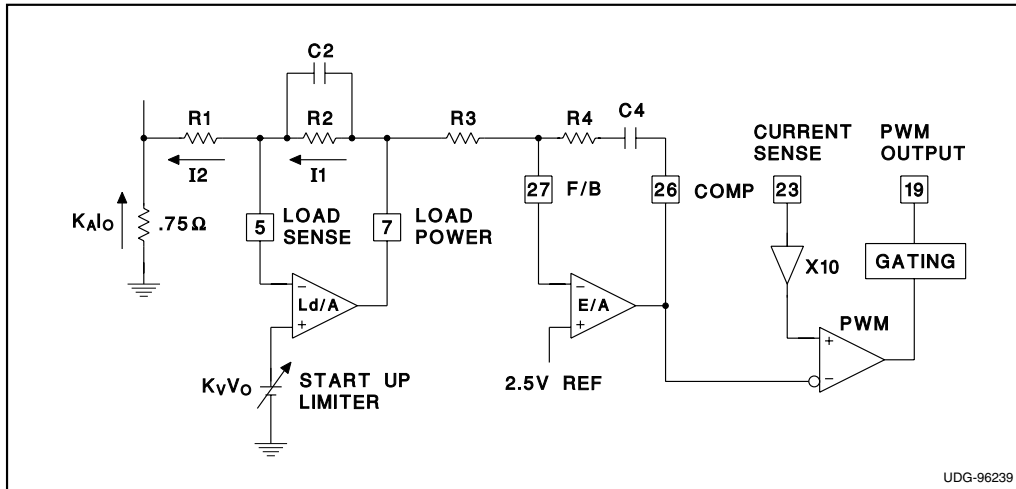 C2
R1
R2
R3
R4
C4
CURRENT
SENSE
PWM
OUTPUT
I2
I1
27
F/B
26
COMP
23
19
KAIO
.75Ω
5
LOAD
SENSE
7
LOAD
POWER
X10
GATING
−
Ld/A
+
−
E/A
+
PWM
+
−
KVVO
START UP
LIMITER
2.5V REF
UDG-96239